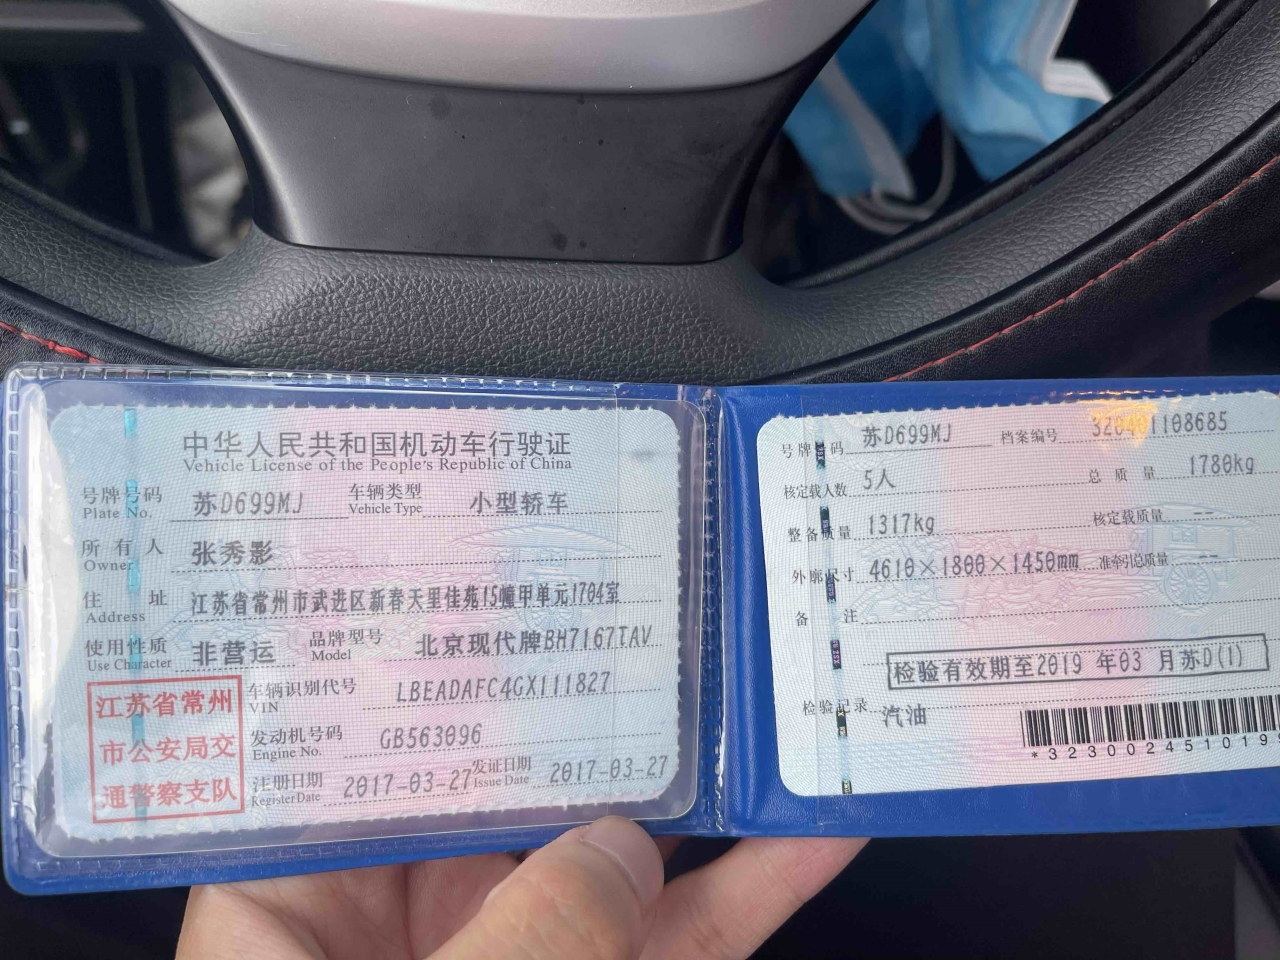 中华人民共和国机动车行驶证
Vehicle License of the People's Republic of China
号牌号码 苏D699MJ 车辆类型 小型轿车
Plate No. Vehicle Type
所有人 张秀影
Owner
住址 江苏省常州市武进区新春天里佳苑15幢甲单元1704室
Address
使用性质 非营运 品牌型号 北京现代牌BH7167TAV
Use Character Model
车辆识别代号 LBEADAFC4GX111827
VIN
发动机号码 GB563096
Engine No.
注册日期 2017-03-27 发证日期 2017-03-27
Register Date Issue Date
江苏省常州
市公安局交
通警察支队
号牌号码 苏D699MJ 档案编号 320401108685
核定载人数 5人 总质量 1780kg
整备质量 1317kg 核定载质量 --
外廓尺寸 4610×1800×1450mm 准牵引总质量 --
备注
检验有效期至2019 年03 月苏D(1)
检验记录 汽油
*323002451019